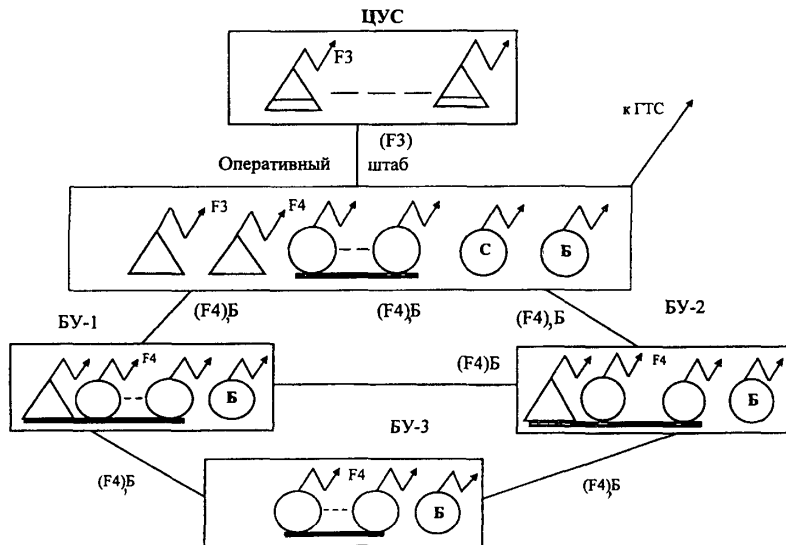 ЦУС
F3
(F3)
к ГТС
Оперативный штаб
F3
F4
С
Б
(F4),Б
(F4),Б
(F4),Б
БУ-1
БУ-2
F4
Б
(F4)Б
F4
Б
БУ-3
(F4),Б
F4
Б
(F4),Б